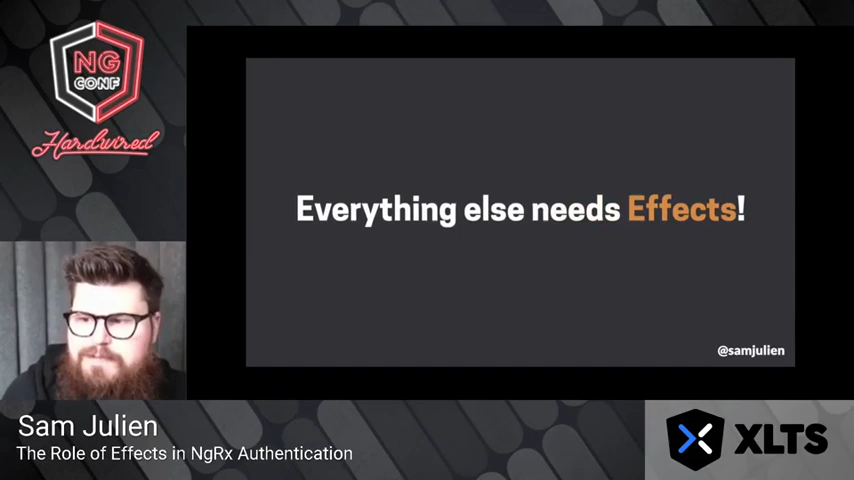 NG
CONF
Hardwired
Everything else needs Effects!
@samjulien
Sam Julien
The Role of Effects in NgRx Authentication
XLTS